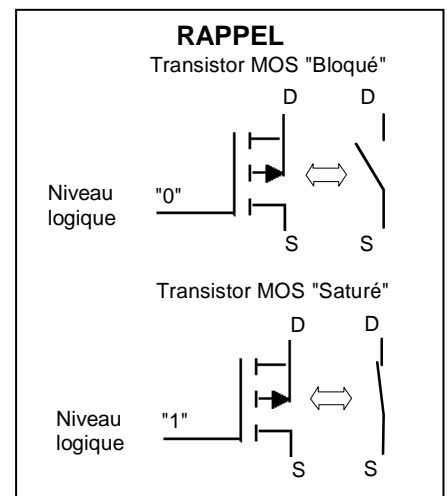 RAPPEL
Transistor MOS "Bloqué"
D D
Niveau "0"
logique
S S
Transistor MOS "Saturé"
D D
Niveau "1"
logique
S S